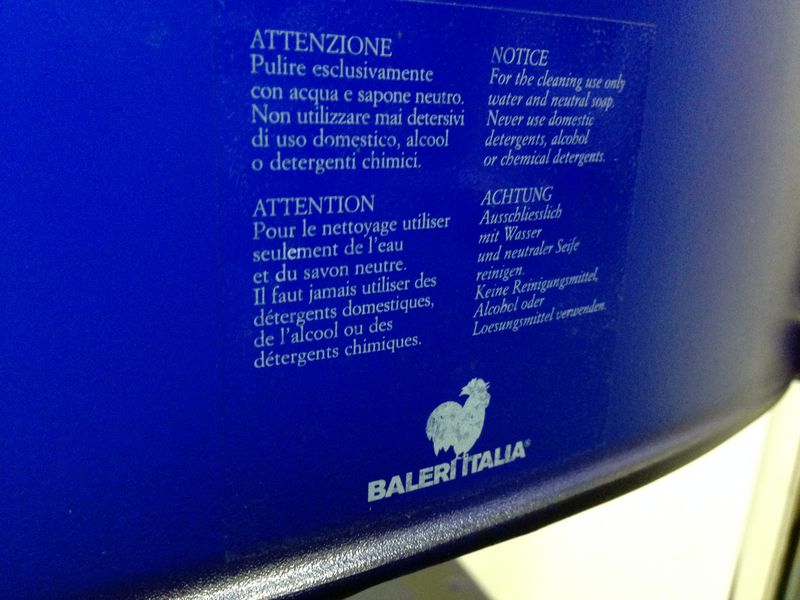 ATTENZIONE
Pulire esclusivamente
con acqua e sapone neutro.
Non utilizzare mai detersivi
di uso domestico, alcool
o detergenti chimici.
NOTICE
For the cleaning use only
water and neutral soap.
Never use domestic
detergents, alcohol
or chemical detergents.
ATTENTION
Pour le nettoyage utiliser
seulement de l'eau
et du savon neutre.
Il faut jamais utiliser des
détergents domestiques,
de l'alcool ou des
détergents chimiques.
ACHTUNG
Ausschliesslich
mit Wasser
und neutraler Seife
reinigen.
Keine Reinigungsmittel,
Alcohol oder
Loesungsmittel verwenden.
BALERI ITALIA®